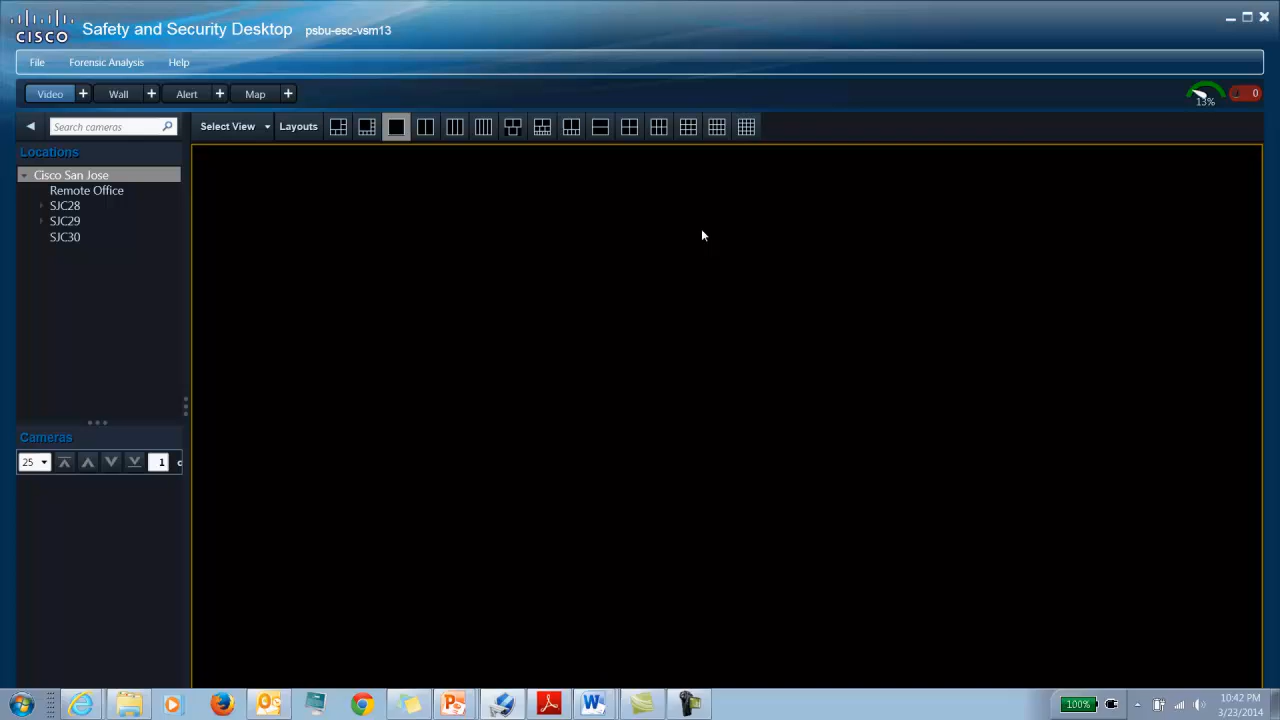 CISCO
Safety and Security Desktop psbu-esc-vsm13
File Forensic Analysis Help
Video + Wall + Alert + Map +
13%
0
Search cameras
Select View Layouts
Locations
Cisco San Jose
Remote Office
SJC28
SJC29
SJC30
Cameras
25 1
100%
10:42 PM
3/23/2014